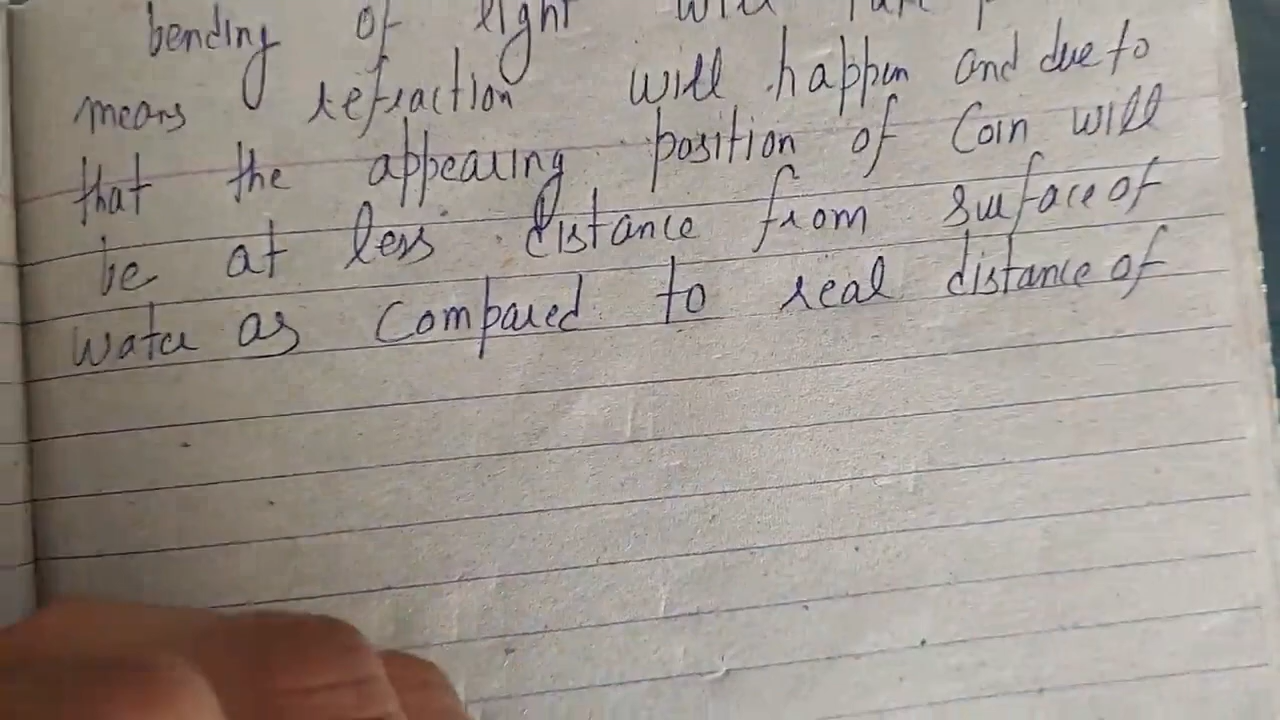 bending of light will
means refraction will happen and due to
that the appearing position of Coin will
be at less distance from surface of
water as compared to real distance of